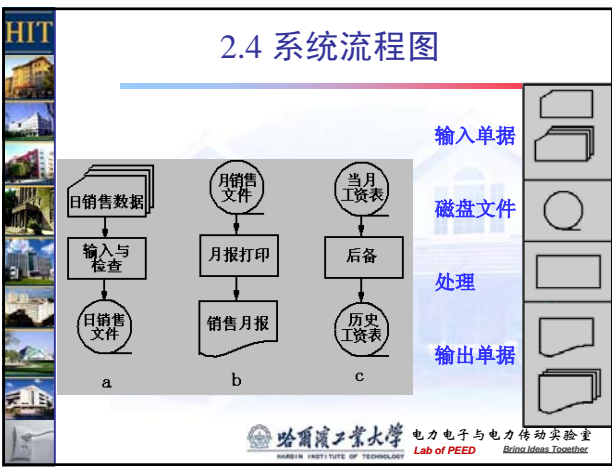 HIT
2.4 系统流程图
日销售数据
输入与
检查
日销售
文件
a
月销售
文件
月报打印
销售月报
b
当月
工资表
后备
历史
工资表
c
输入单据
磁盘文件
处理
输出单据
哈爾濱工業大學
HARBIN INSTITUTE OF TECHNOLOGY
电力电子与电力传动实验室
Lab of PEED Bring Ideas Together